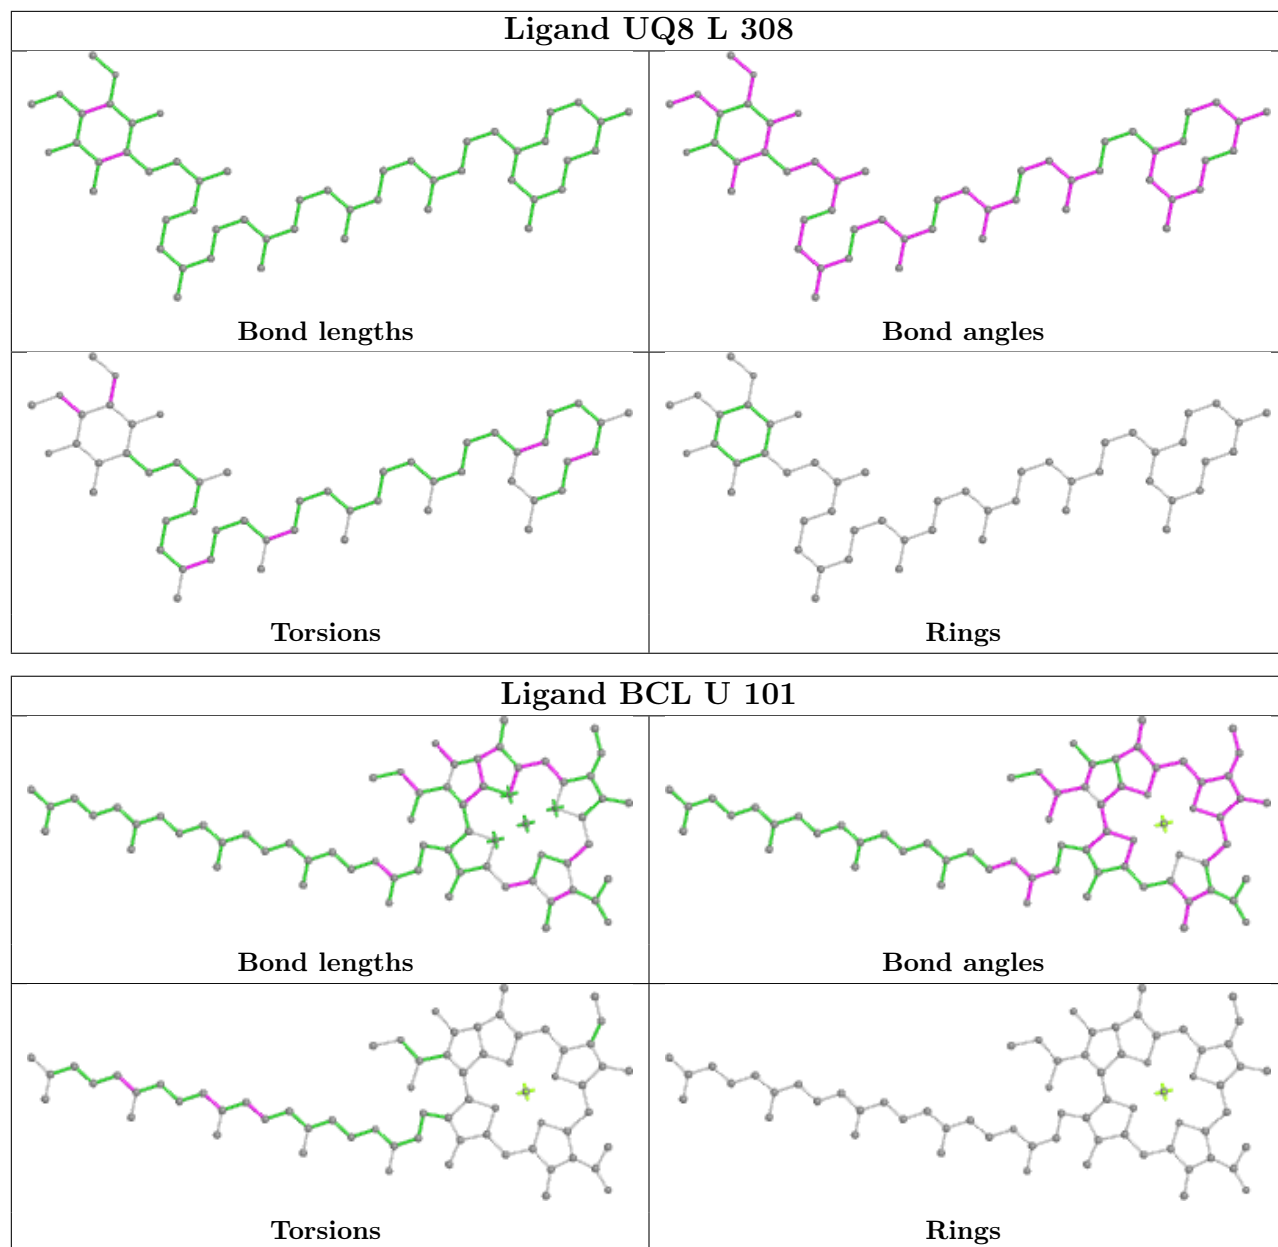 Ligand UQ8 L 308
Bond lengths
Bond angles
Torsions
Rings
Ligand BCL U 101
Bond lengths
Bond angles
Torsions
Rings